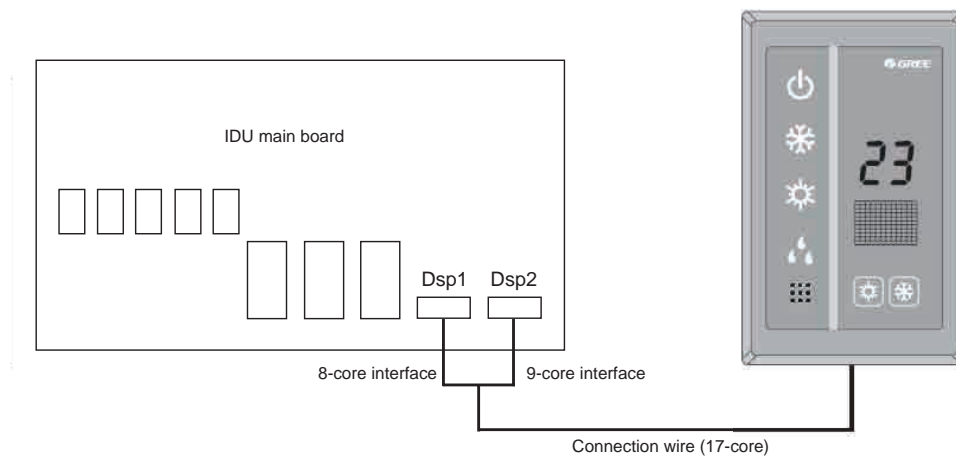 GREE
IDU main board
23
Dsp1 Dsp2
8-core interface 9-core interface
Connection wire (17-core)